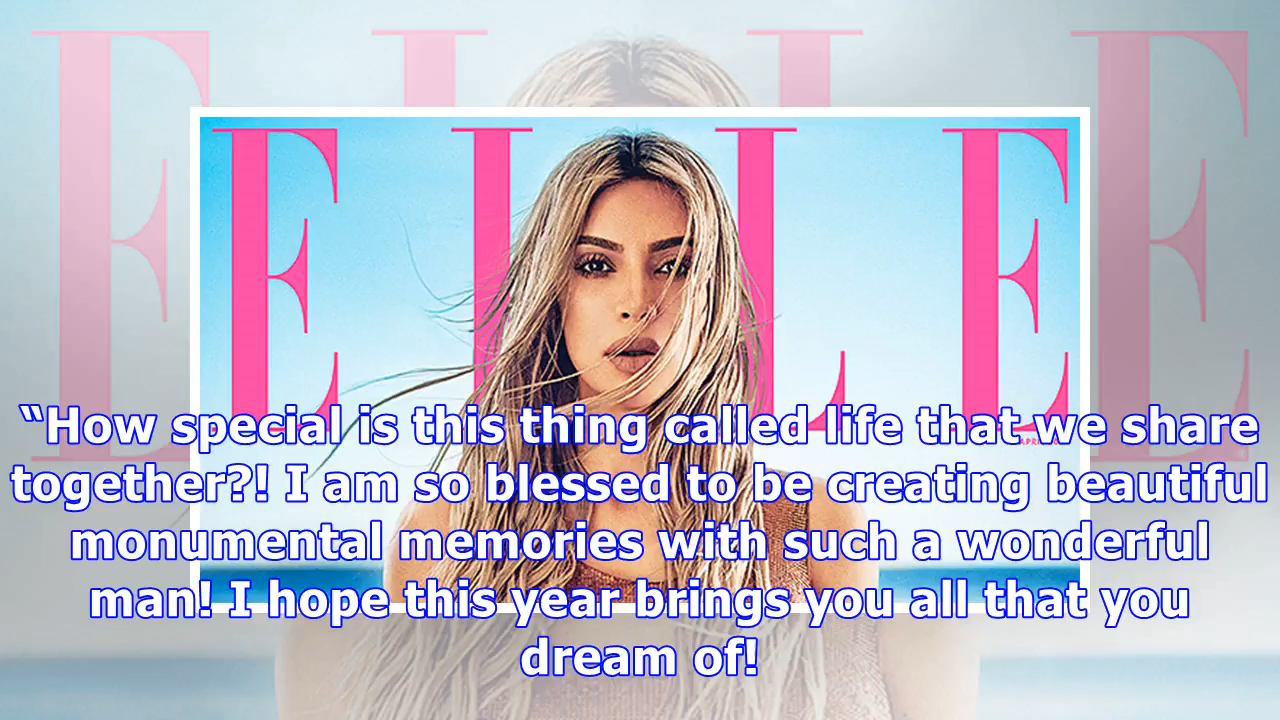 ELLE
“How special is this thing called life that we share
together?! I am so blessed to be creating beautiful
monumental memories with such a wonderful
man! I hope this year brings you all that you
dream of!